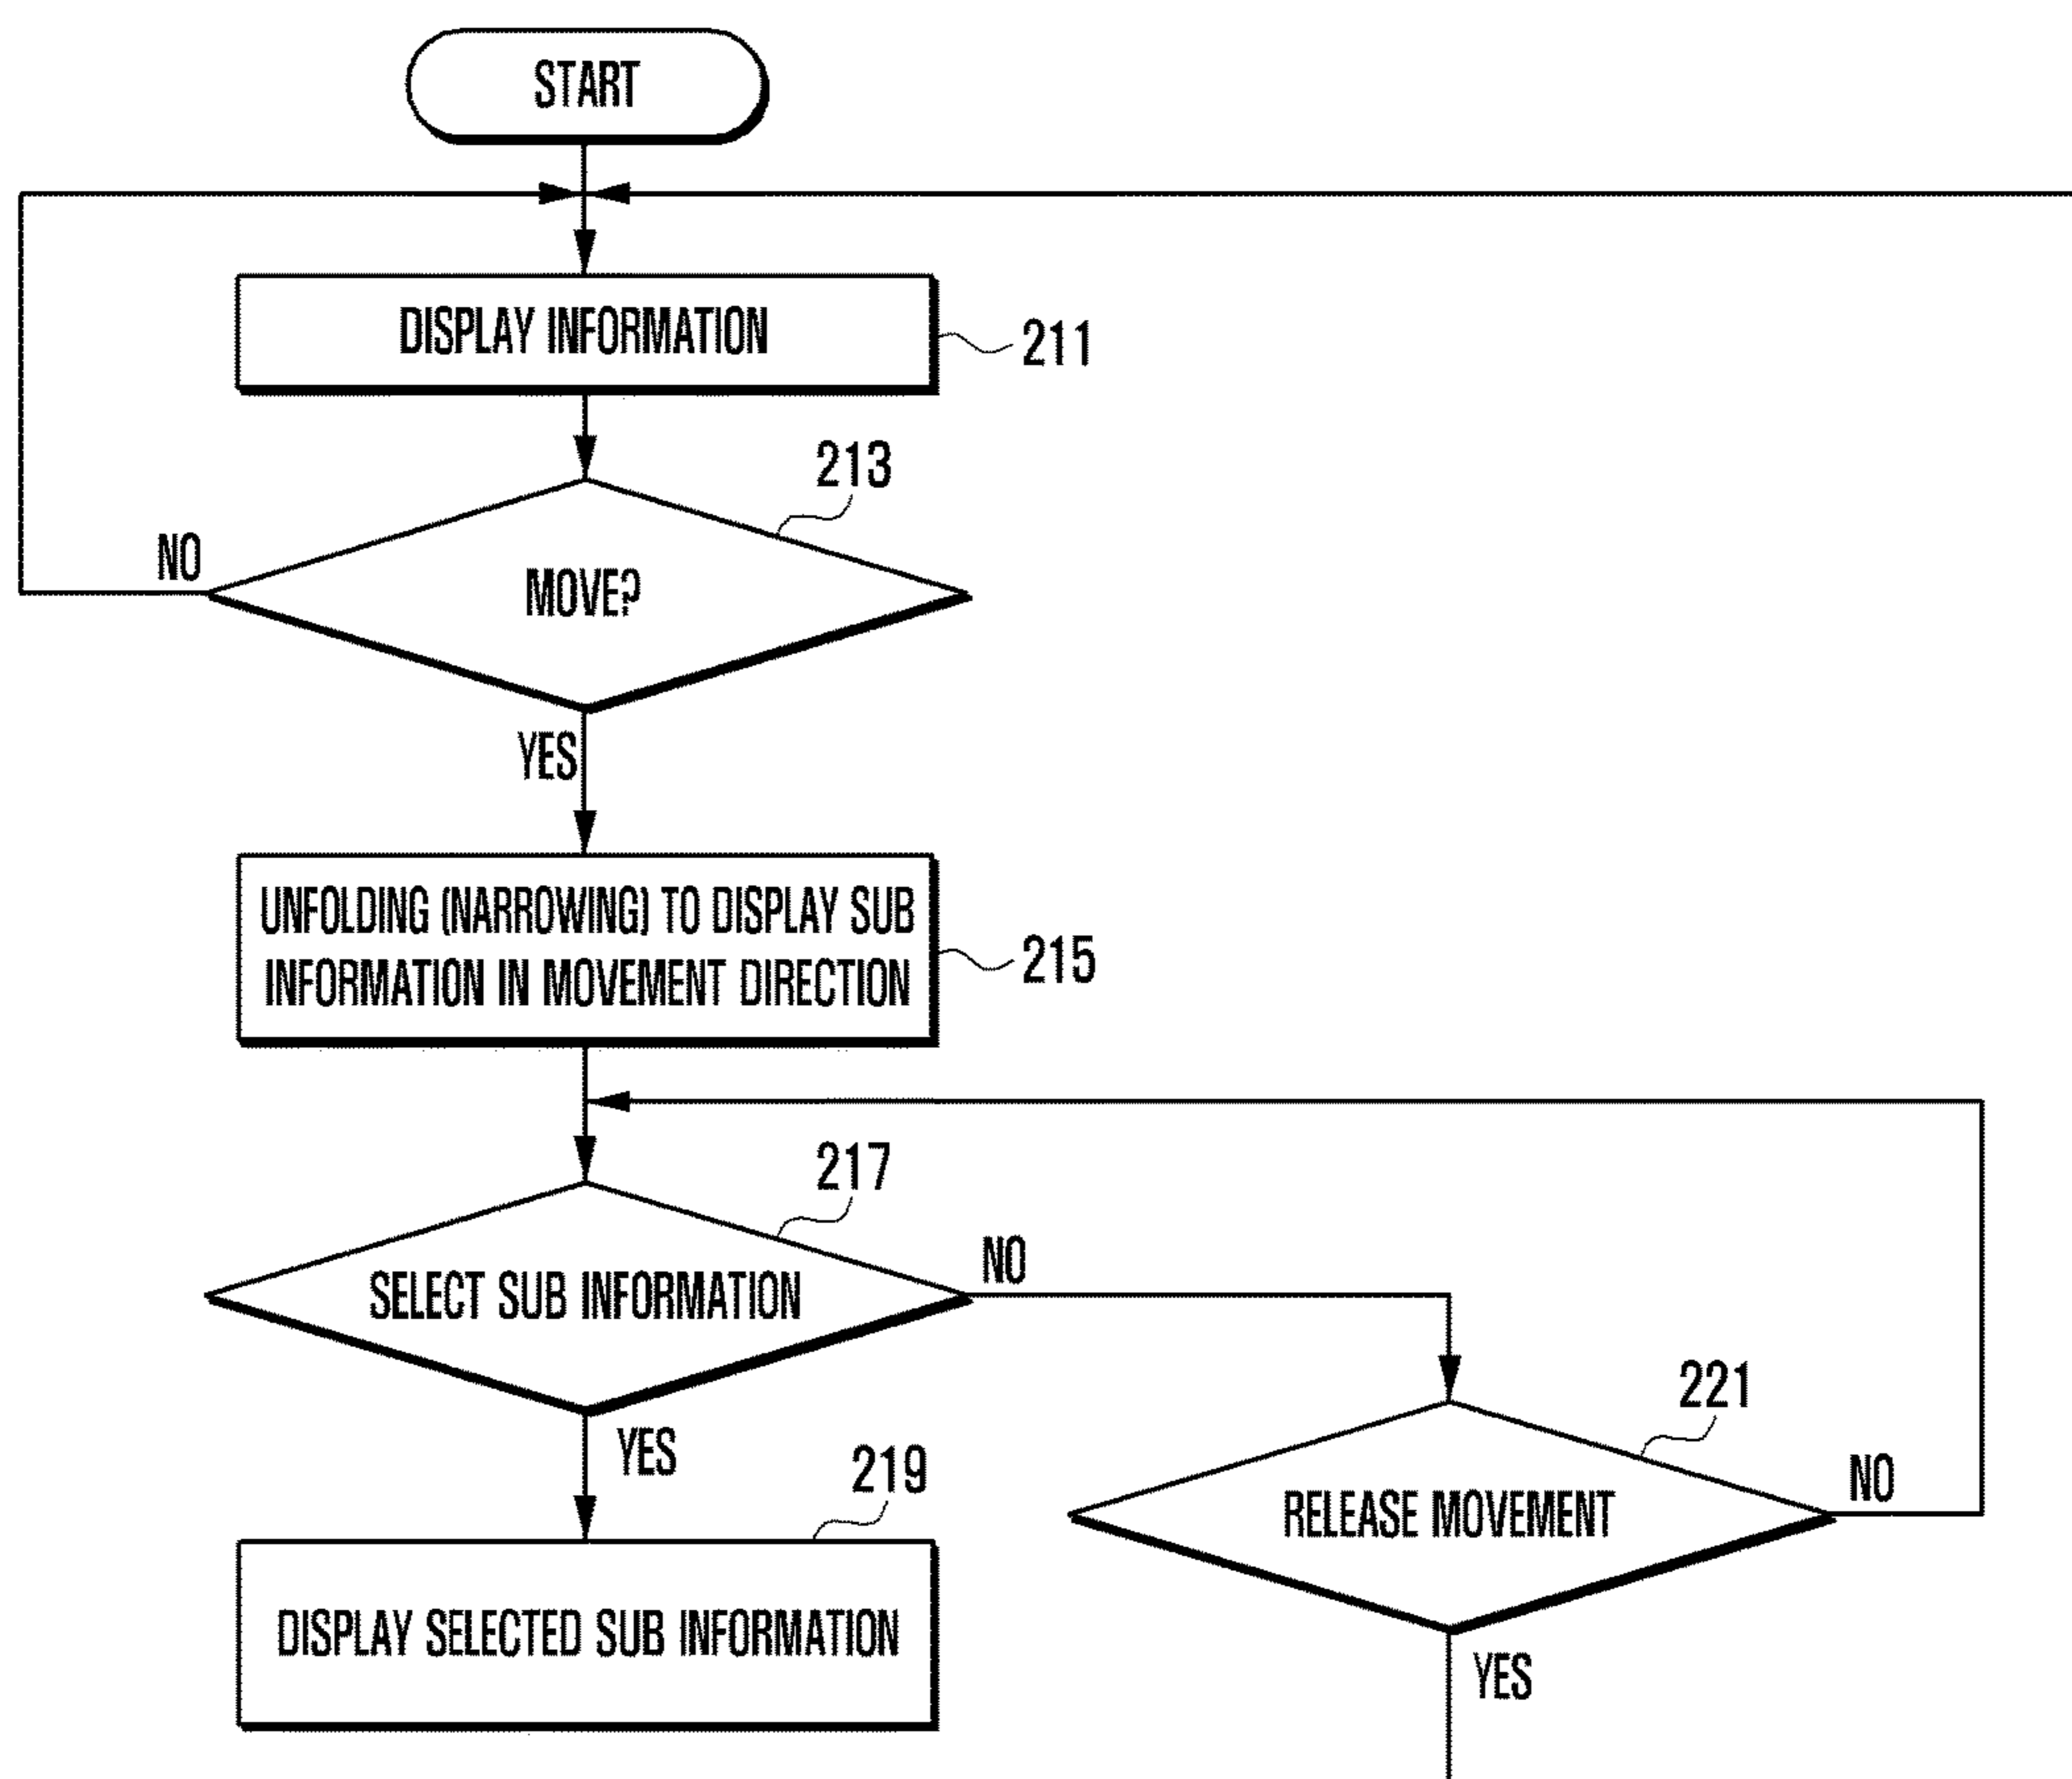 START
DISPLAY INFORMATION
211
213
NO
MOVE?
YES
UNFOLDING (NARROWING) TO DISPLAY SUB
INFORMATION IN MOVEMENT DIRECTION
215
217
NO
SELECT SUB INFORMATION
YES
219
DISPLAY SELECTED SUB INFORMATION
221
NO
RELEASE MOVEMENT
YES